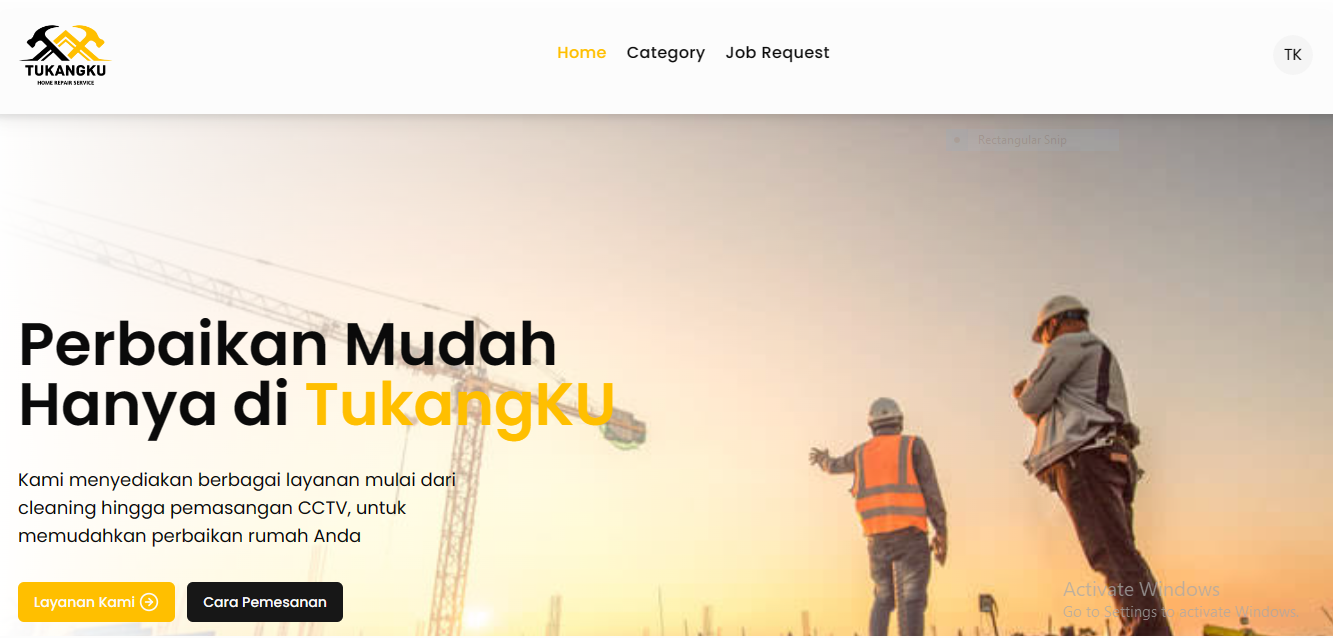 TUKANGKU
HOME REPAIR SERVICE
Home Category Job Request
TK
Rectangular Snip
Perbaikan Mudah
Hanya di TukangKU
Kami menyediakan berbagai layanan mulai dari
cleaning hingga pemasangan CCTV, untuk
memudahkan perbaikan rumah Anda
Layanan Kami Cara Pemesanan
Activate Windows
Go to Settings to activate Windows.